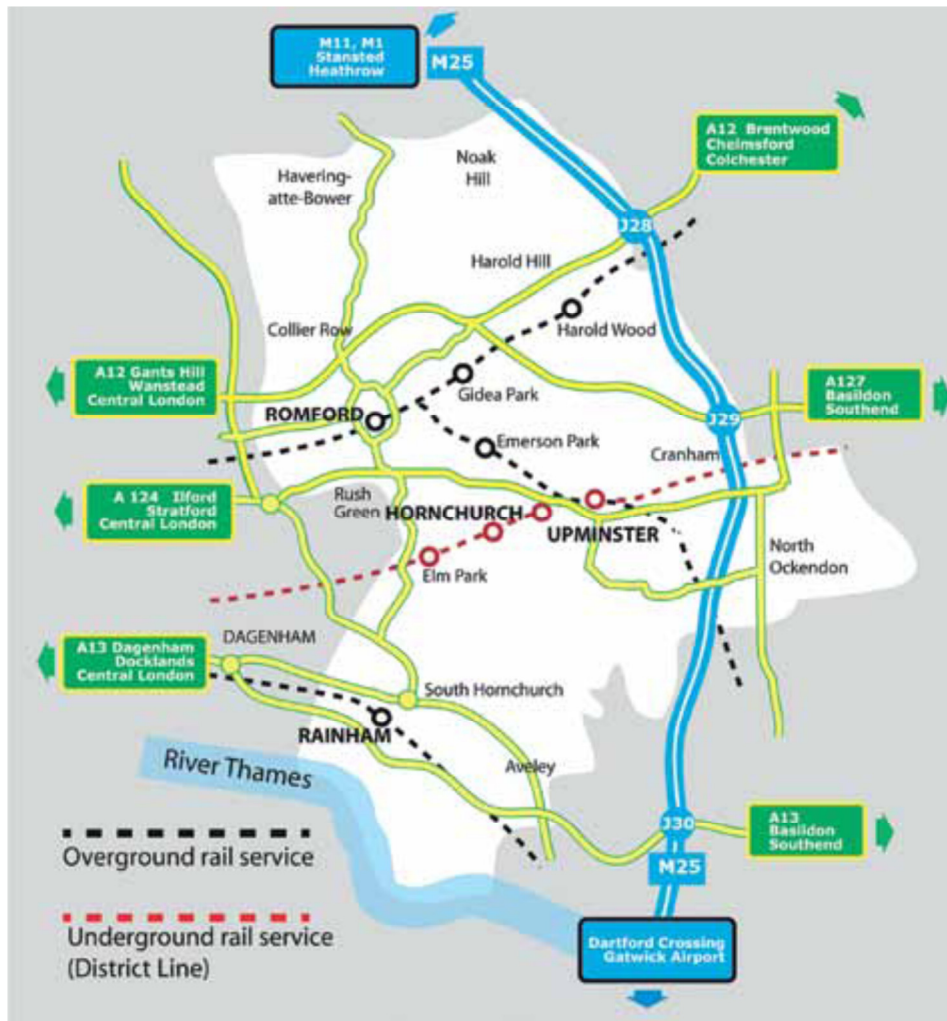 M11, M1
Stansted
Heathrow
M25
A12 Brentwood
Chelmsford
Colchester
Noak
Hill
Havering-
atte-Bower
J28
Harold Hill
Collier Row
Harold Wood
A12 Gants Hill
Wanstead
Central London
Gidea Park
A127
Basildon
Southend
ROMFORD
J29
Emerson Park
Cranham
A 124 Ilford
Stratford
Central London
Rush
Green
HORNCHURCH
UPMINSTER
North
Ockendon
Elm Park
DAGENHAM
A13 Dagenham
Docklands
Central London
South Hornchurch
RAINHAM
River Thames
Aveley
J30
A13
Basildon
Southend
M25
Overground rail service
Underground rail service
(District Line)
Dartford Crossing
Gatwick Airport